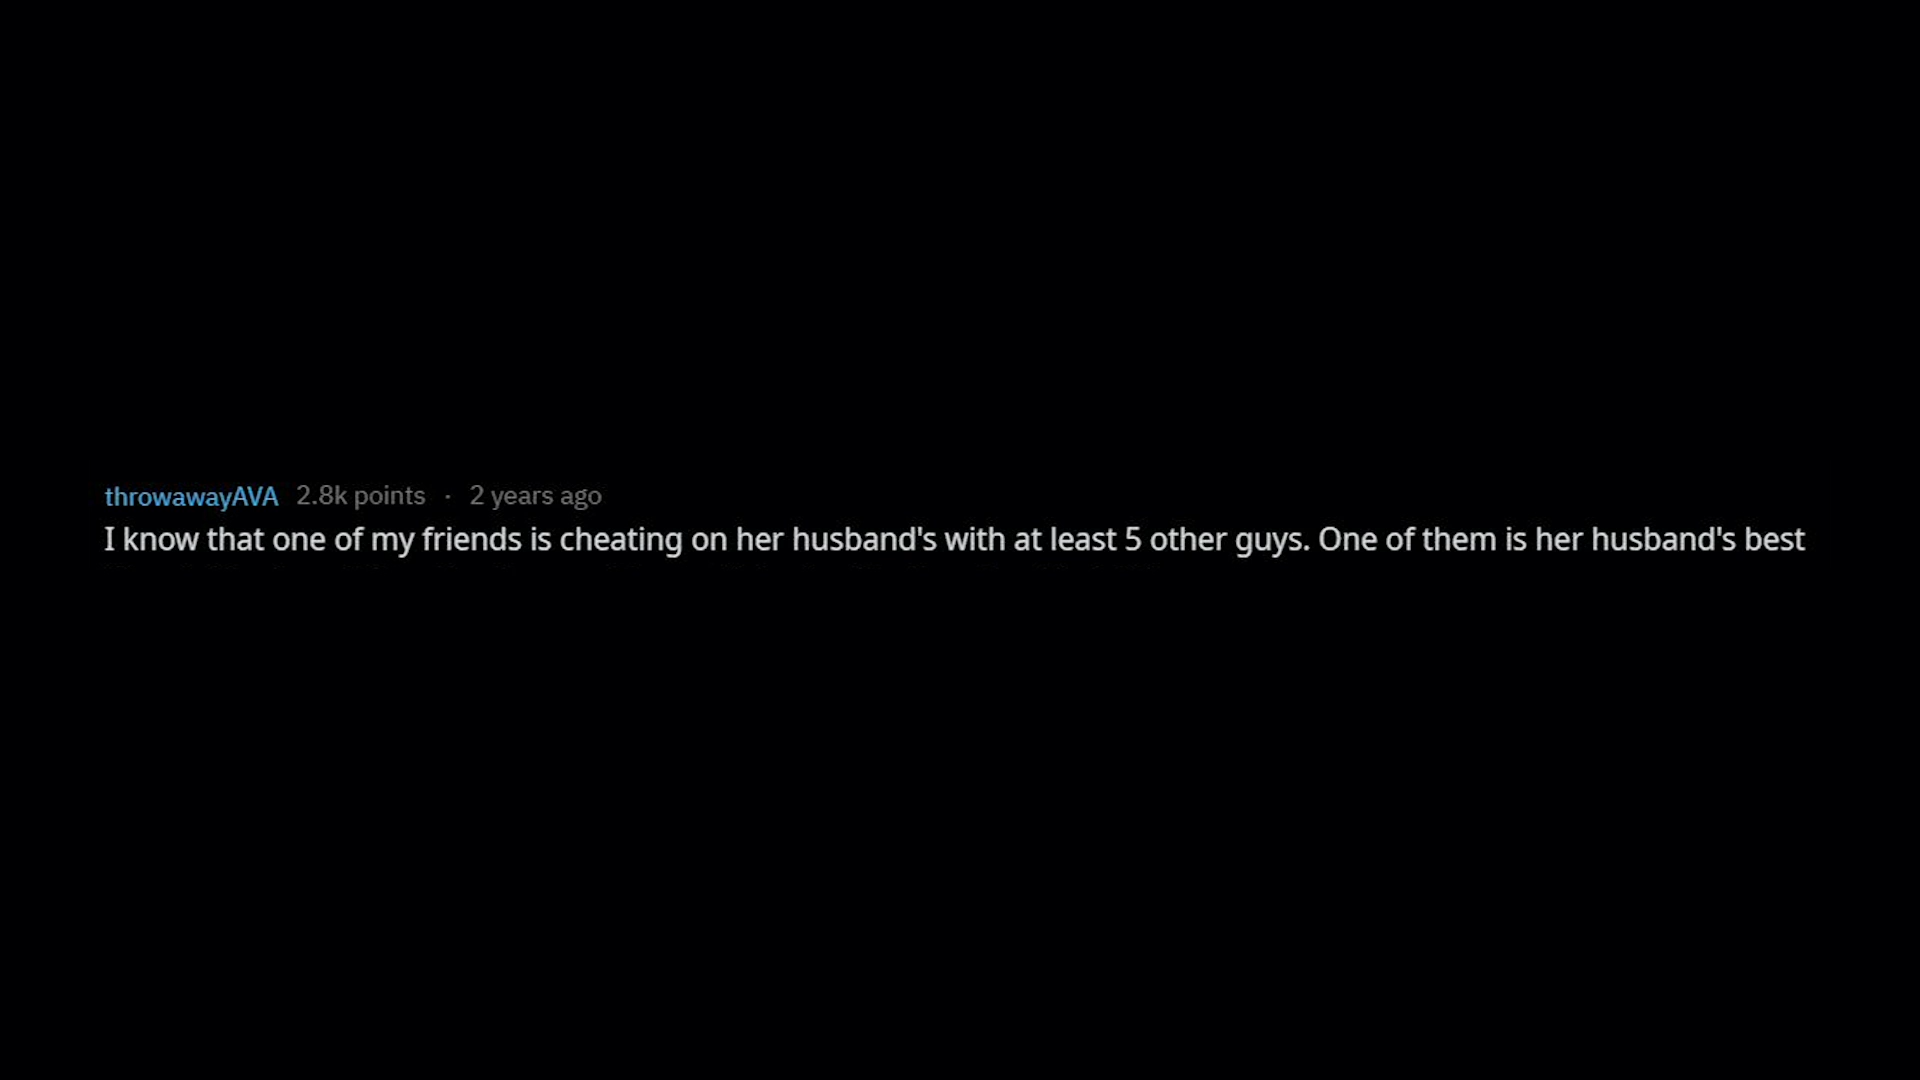 throwawayAVA 2.8k points · 2 years ago
I know that one of my friends is cheating on her husband's with at least 5 other guys. One of them is her husband's best